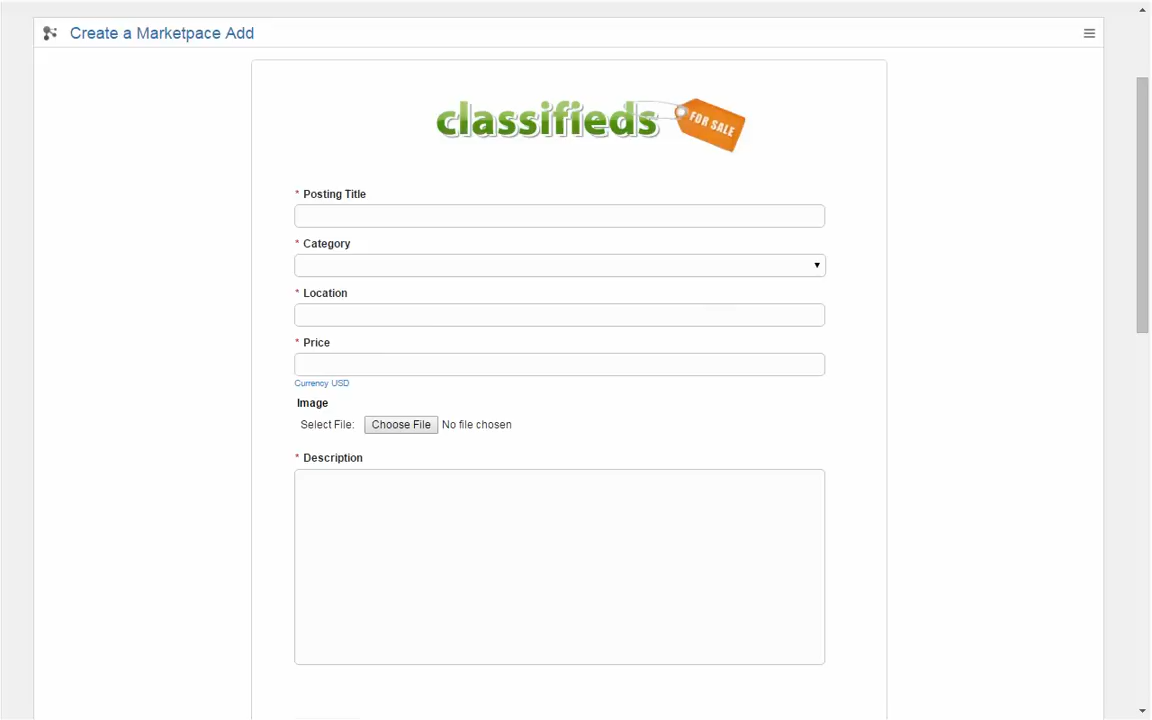 Create a Marketpace Add
classifieds
FOR SALE
* Posting Title
* Category
* Location
* Price
Currency USD
Image
Select File: Choose File No file chosen
* Description